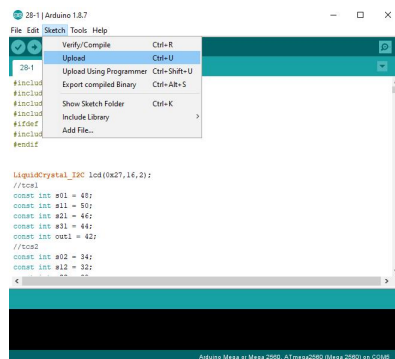 28-1 | Arduino 1.8.7
File Edit Sketch Tools Help
Verify/Compile Ctrl+R
Upload Ctrl+U
Upload Using Programmer Ctrl+Shift+U
Export compiled Binary Ctrl+Alt+S
Show Sketch Folder Ctrl+K
Include Library
Add File...
28-1
#includ
#includ
#includ
#includ
#ifdef
#includ
#endif
LiquidCrystal_I2C lcd(0x27,16,2);
//tcs1
const int s01 = 48;
const int s11 = 50;
const int s21 = 46;
const int s31 = 44;
const int out1 = 42;
//tcs2
const int s02 = 34;
const int s12 = 32;
Arduino Mega or Mega 2560, ATmega2560 (Mega 2560) on COM8